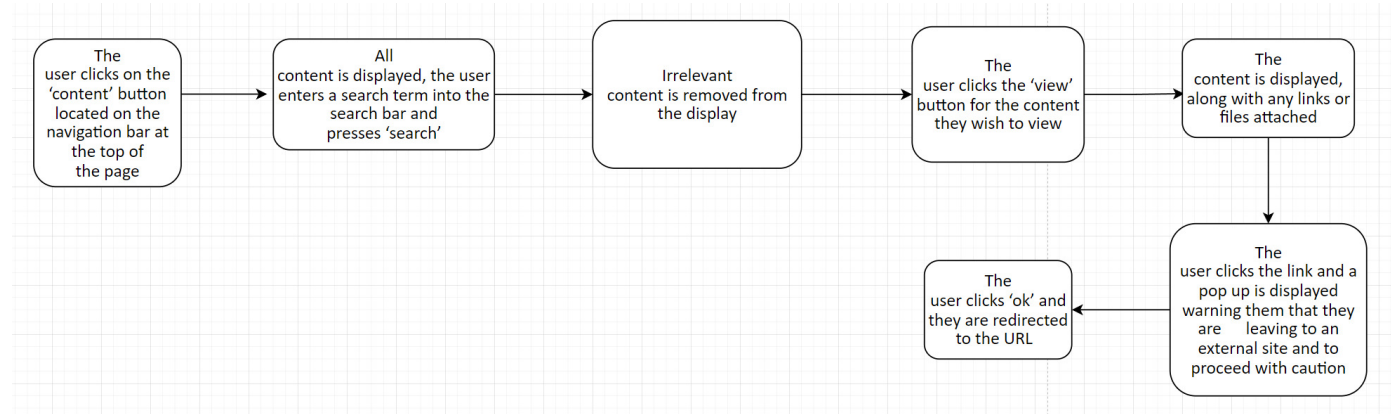 The
user clicks on the
‘content’ button
located on the
navigation bar at
the top of
the page
All
content is displayed, the user
enters a search term into the
search bar and
presses ‘search’
Irrelevant
content is removed from
the display
The
user clicks the ‘view’
button for the content
they wish to view
The
content is displayed,
along with any links or
files attached
The
user clicks the link and a
pop up is displayed
warning them that they
are leaving to an
external site and to
proceed with caution
The
user clicks ‘ok’ and
they are redirected
to the URL